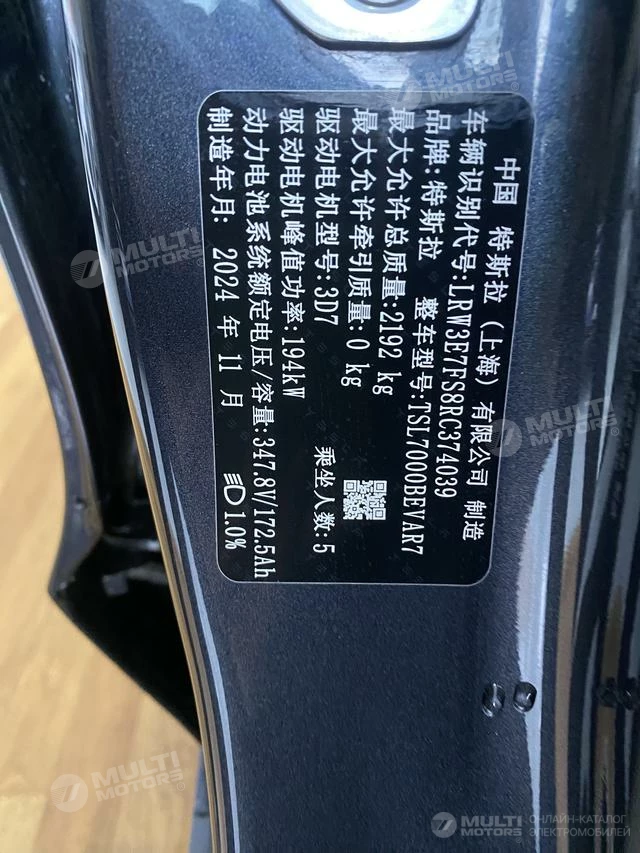 中国 特斯拉 (上海) 有限公司 制造
车辆识别代号:LRW3E7FS8RC374039
品牌:特斯拉 整车型号:TSL7000BEVAR7
最大允许总质量:2192 kg
最大允许牵引质量:0 kg
驱动电机型号:3D7 乘坐人数:5
驱动电机峰值功率:194kW
动力电池系统额定电压/容量:347.8V/172.5Ah
制造年月: 2024 年 11 月 1.0%
MULTI MOTORS
MULTI MOTORS
MULTI MOTORS
MULTI MOTORS
MULTI MOTORS ОНЛАЙН-КАТАЛОГ ЭЛЕКТРОМОБИЛЕЙ